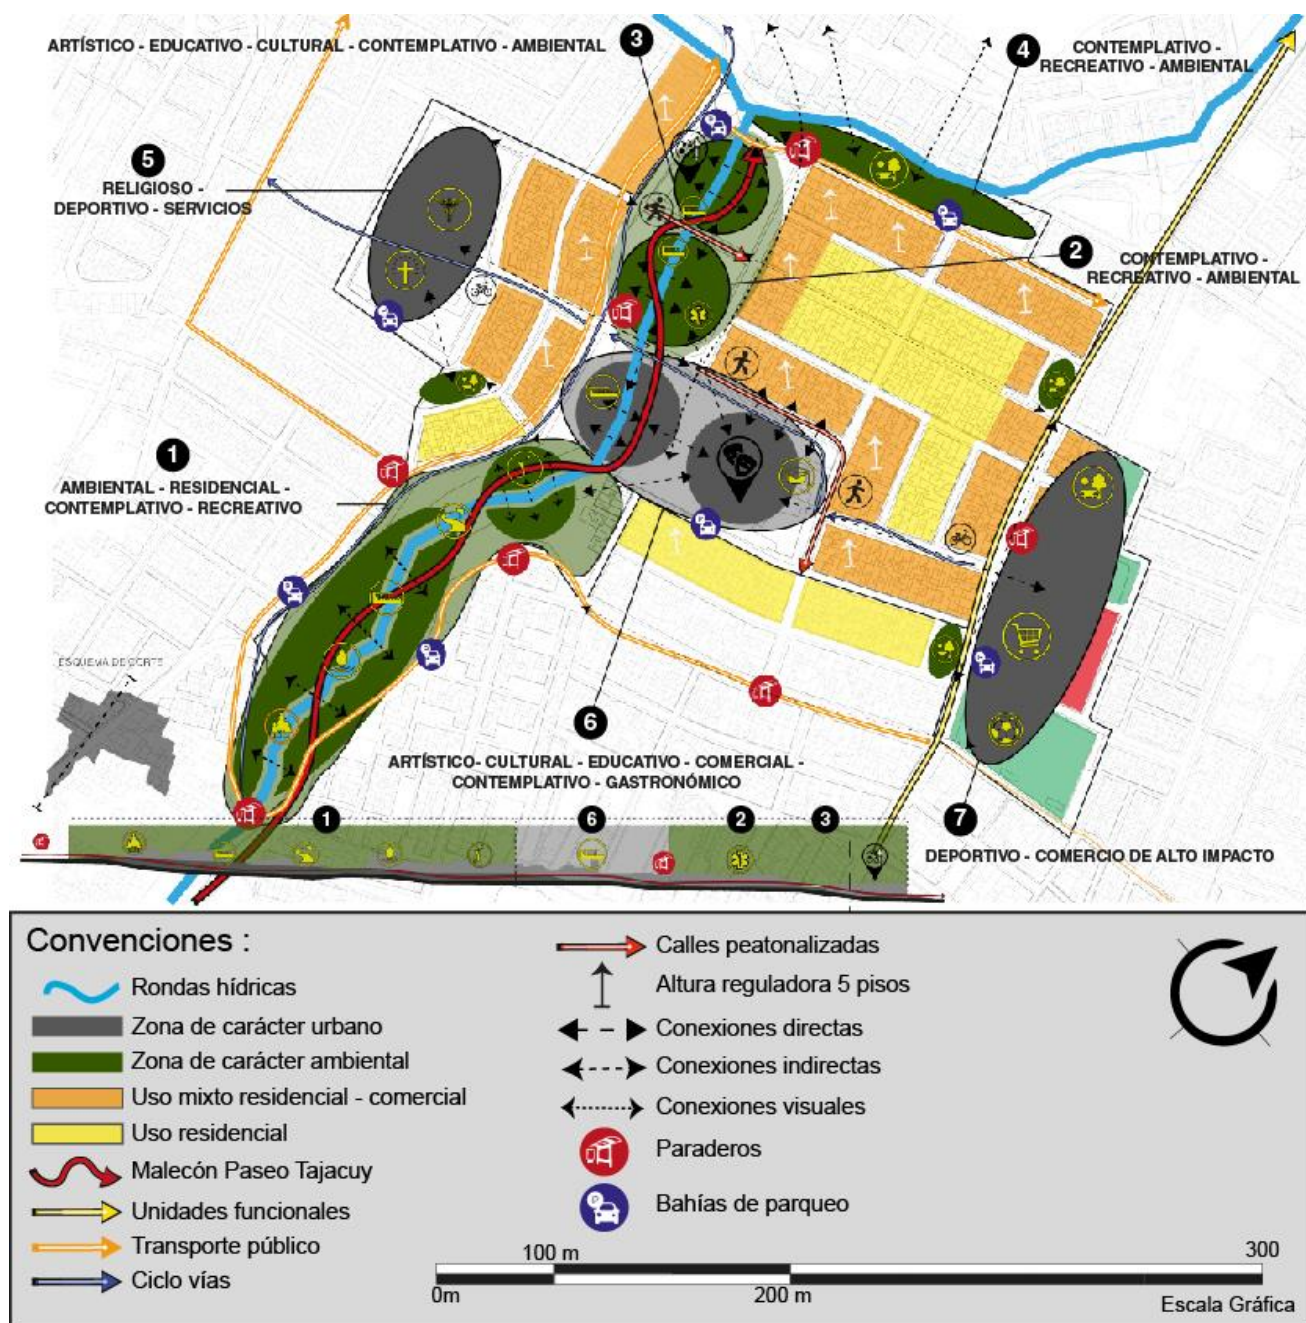 ARTÍSTICO - EDUCATIVO - CULTURAL - CONTEMPLATIVO - AMBIENTAL
3
4
CONTEMPLATIVO -
RECREATIVO - AMBIENTAL
5
RELIGIOSO -
DEPORTIVO - SERVICIOS
2
CONTEMPLATIVO -
RECREATIVO - AMBIENTAL
1
AMBIENTAL - RESIDENCIAL -
CONTEMPLATIVO - RECREATIVO
ESQUEMA DE CORTE
6
ARTÍSTICO - CULTURAL - EDUCATIVO - COMERCIAL -
CONTEMPLATIVO - GASTRONÓMICO
7
DEPORTIVO - COMERCIO DE ALTO IMPACTO
1
6
2
3
Convenciones :
Rondas hídricas
Zona de carácter urbano
Zona de carácter ambiental
Uso mixto residencial - comercial
Uso residencial
Malecón Paseo Tajacuy
Unidades funcionales
Transporte público
Ciclo vías
Calles peatonalizadas
Altura reguladora 5 pisos
Conexiones directas
Conexiones indirectas
Conexiones visuales
Paraderos
P
Bahías de parqueo
100 m
300
0m
200 m
Escala Gráfica